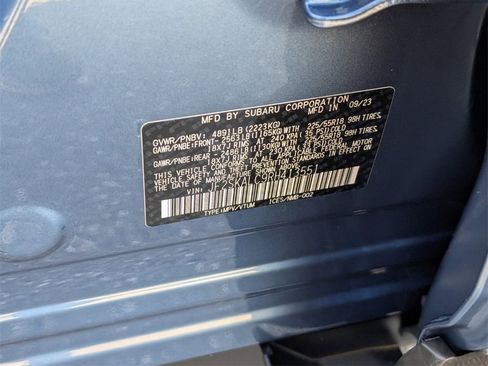 MFD BY SUBARU CORPORATION
MFD IN 09/23
GVWR/PNBV: 4891LB(2223KG)
GAWR/PNBE:FRONT- 2563LB(1165KG)WITH 225/55R18 98H TIRES
18X7J RIMS AT 240 KPA(35 PSI)COLD
GAWR/PNBE:REAR- 2486LB(1130KG)WITH 225/55R18 98H TIRES
18X7J RIMS AT 230 KPA(33 PSI)COLD
THIS VEHICLE CONFORMS TO ALL APPLICABLE FEDERAL MOTOR
VEHICLE SAFETY, BUMPER, AND THEFT PREVENTION
STANDARDS IN EFFECT ON THE DATE OF
MANUFACTURE SHOWN ABOVE.
VIN:
TYPE:MPV/VTUM ICES/NMB-002